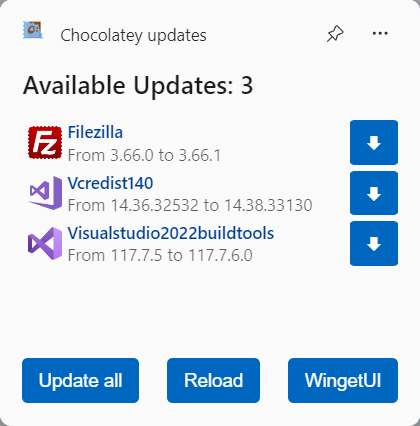 Chocolatey updates
Available Updates: 3
Filezilla
From 3.66.0 to 3.66.1
Vcredist140
From 14.36.32532 to 14.38.33130
Visualstudio2022buildtools
From 117.7.5 to 117.7.6.0
Update all
Reload
WingetUI